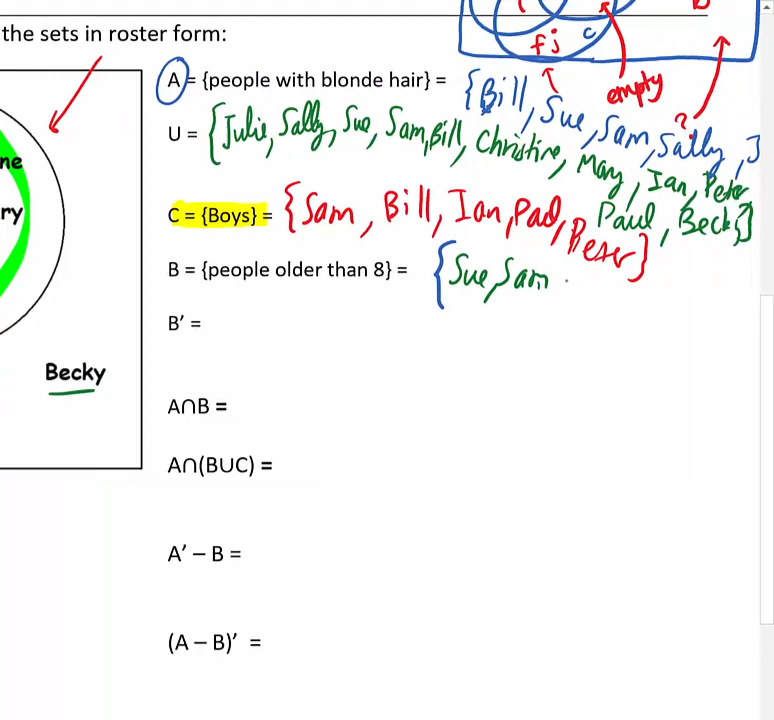 fj C
the sets in roster form:
A = {people with blonde hair} = {Bill, Sue, Sam, Sally, }
empty
?
ne
U = {Julie, Sally, Sue, Sam, Bill, Christine, May, Ian, Peter
Paul, Becky}
ry
C = {Boys} = {Sam, Bill, Ian, Paul, Peter}
B = {people older than 8} = {Sue, Sam
B′ =
Becky
A∩B =
A∩(BUC) =
A′ – B =
(A – B)′ =